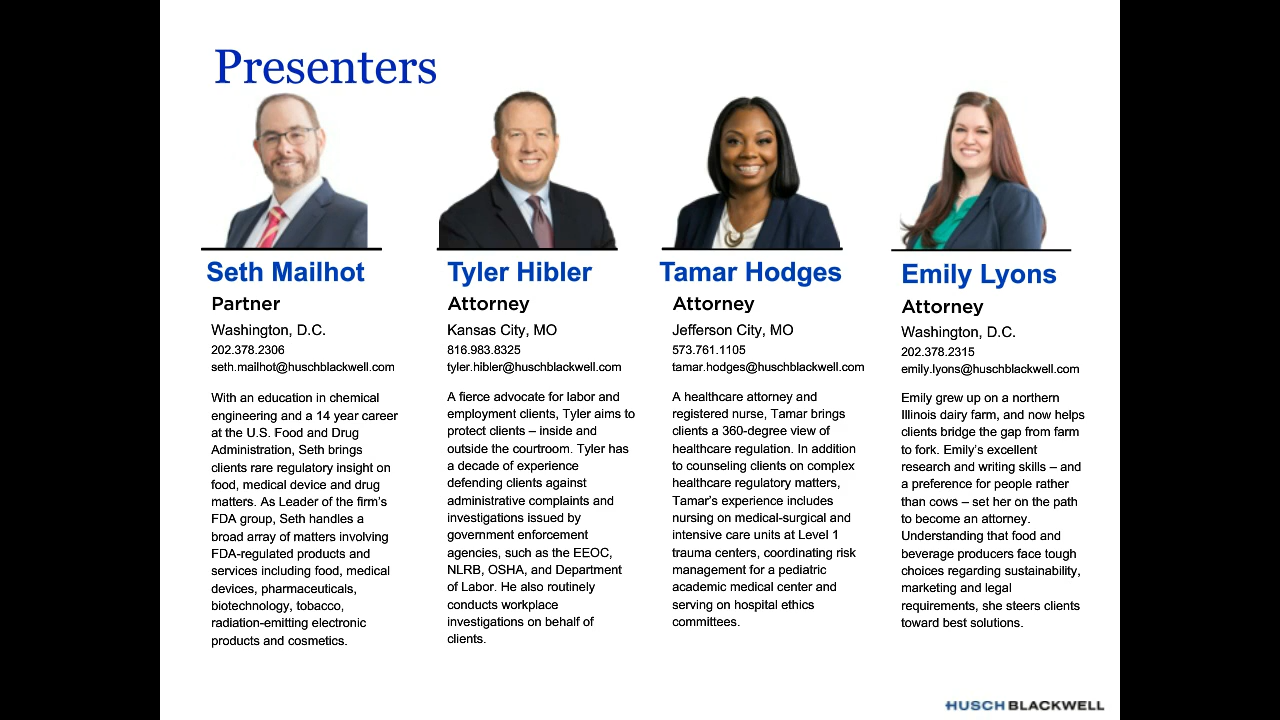 Presenters
Seth Mailhot
Partner
Washington, D.C.
202.378.2306
seth.mailhot@huschblackwell.com
With an education in chemical
engineering and a 14 year career
at the U.S. Food and Drug
Administration, Seth brings
clients rare regulatory insight on
food, medical device and drug
matters. As Leader of the firm's
FDA group, Seth handles a
broad array of matters involving
FDA-regulated products and
services including food, medical
devices, pharmaceuticals,
biotechnology, tobacco,
radiation-emitting electronic
products and cosmetics.
Tyler Hibler
Attorney
Kansas City, MO
816.983.8325
tyler.hibler@huschblackwell.com
A fierce advocate for labor and
employment clients, Tyler aims to
protect clients – inside and
outside the courtroom. Tyler has
a decade of experience
defending clients against
administrative complaints and
investigations issued by
government enforcement
agencies, such as the EEOC,
NLRB, OSHA, and Department
of Labor. He also routinely
conducts workplace
investigations on behalf of
clients.
Tamar Hodges
Attorney
Jefferson City, MO
573.761.1105
tamar.hodges@huschblackwell.com
A healthcare attorney and
registered nurse, Tamar brings
clients a 360-degree view of
healthcare regulation. In addition
to counseling clients on complex
healthcare regulatory matters,
Tamar's experience includes
nursing on medical-surgical and
intensive care units at Level 1
trauma centers, coordinating risk
management for a pediatric
academic medical center and
serving on hospital ethics
committees.
Emily Lyons
Attorney
Washington, D.C.
202.378.2315
emily.lyons@huschblackwell.com
Emily grew up on a northern
Illinois dairy farm, and now helps
clients bridge the gap from farm
to fork. Emily's excellent
research and writing skills – and
a preference for people rather
than cows – set her on the path
to become an attorney.
Understanding that food and
beverage producers face tough
choices regarding sustainability,
marketing and legal
requirements, she steers clients
toward best solutions.
HUSCH BLACKWELL